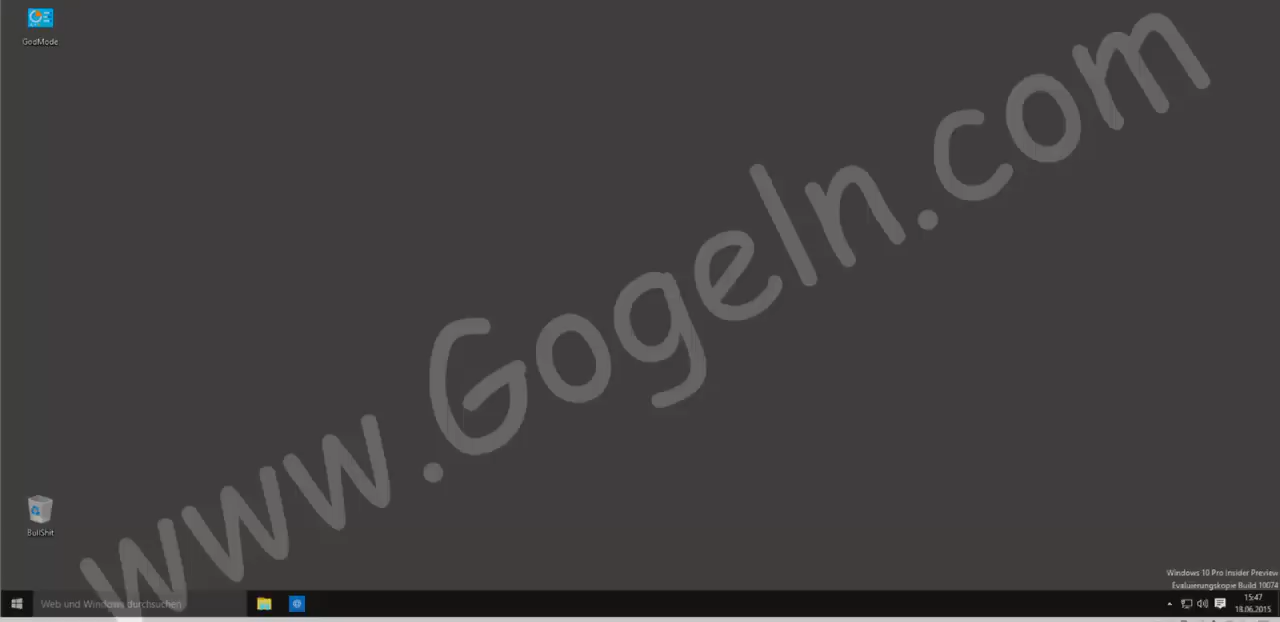 GodMode
www.Gogeln.com
BullShit
Windows 10 Pro Insider Preview
Evaluierungskopie Build 10074
Web und Windows durchsuchen
15:47
18.06.2015